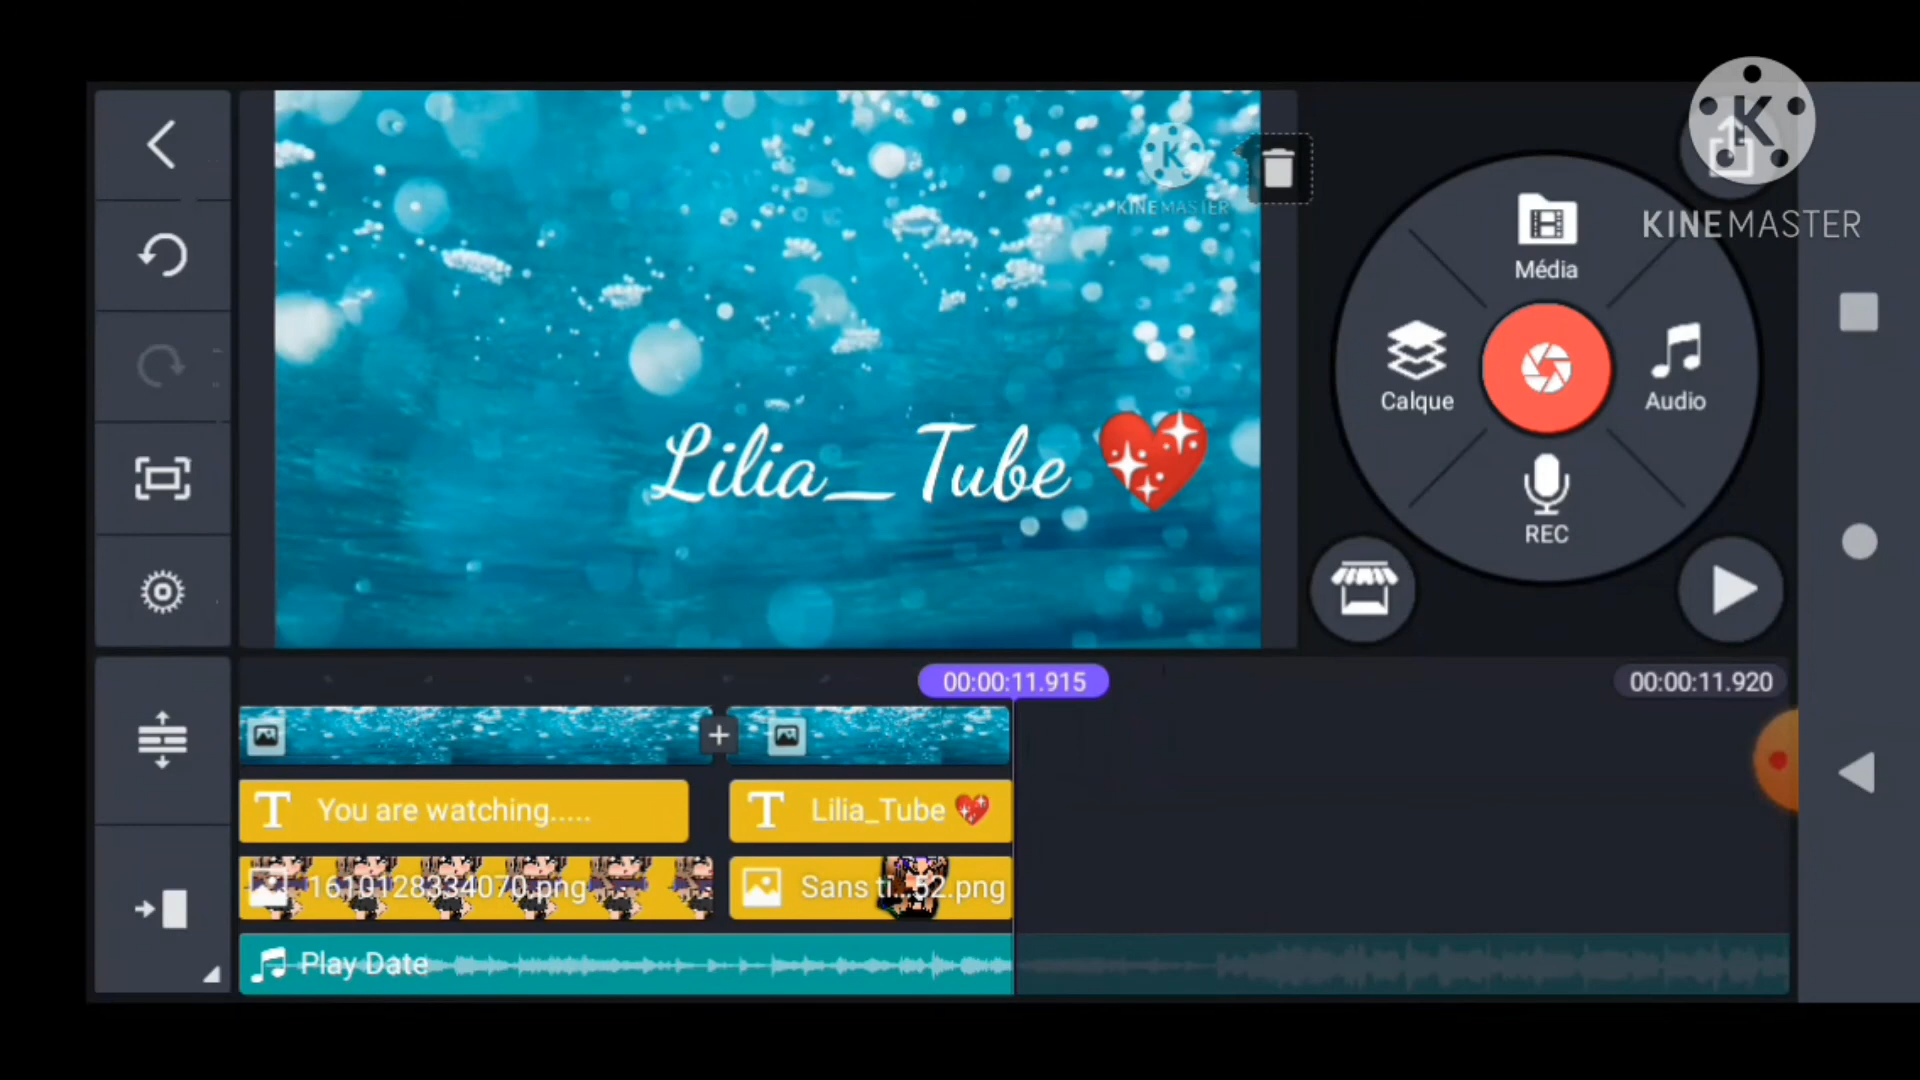 KINEMASTER
KINEMASTER
Média
Calque
Audio
REC
Lilia_Tube 💖
00:00:11.915
00:00:11.920
You are watching.....
Lilia_Tube 💖
1610128334070.png
Sans ti...52.png
Play Date